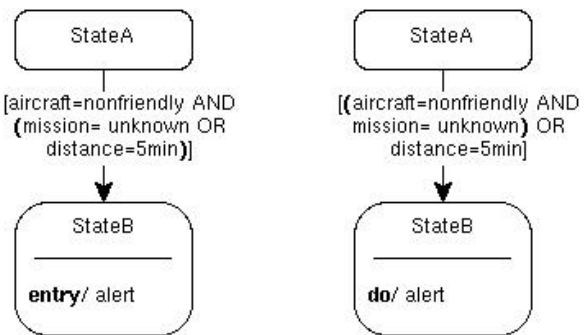 StateA
[aircraft=nonfriendly AND
(mission= unknown OR
distance=5min)]
StateB
entry/ alert
StateA
[(aircraft=nonfriendly AND
mission= unknown) OR
distance=5min]
StateB
do/ alert